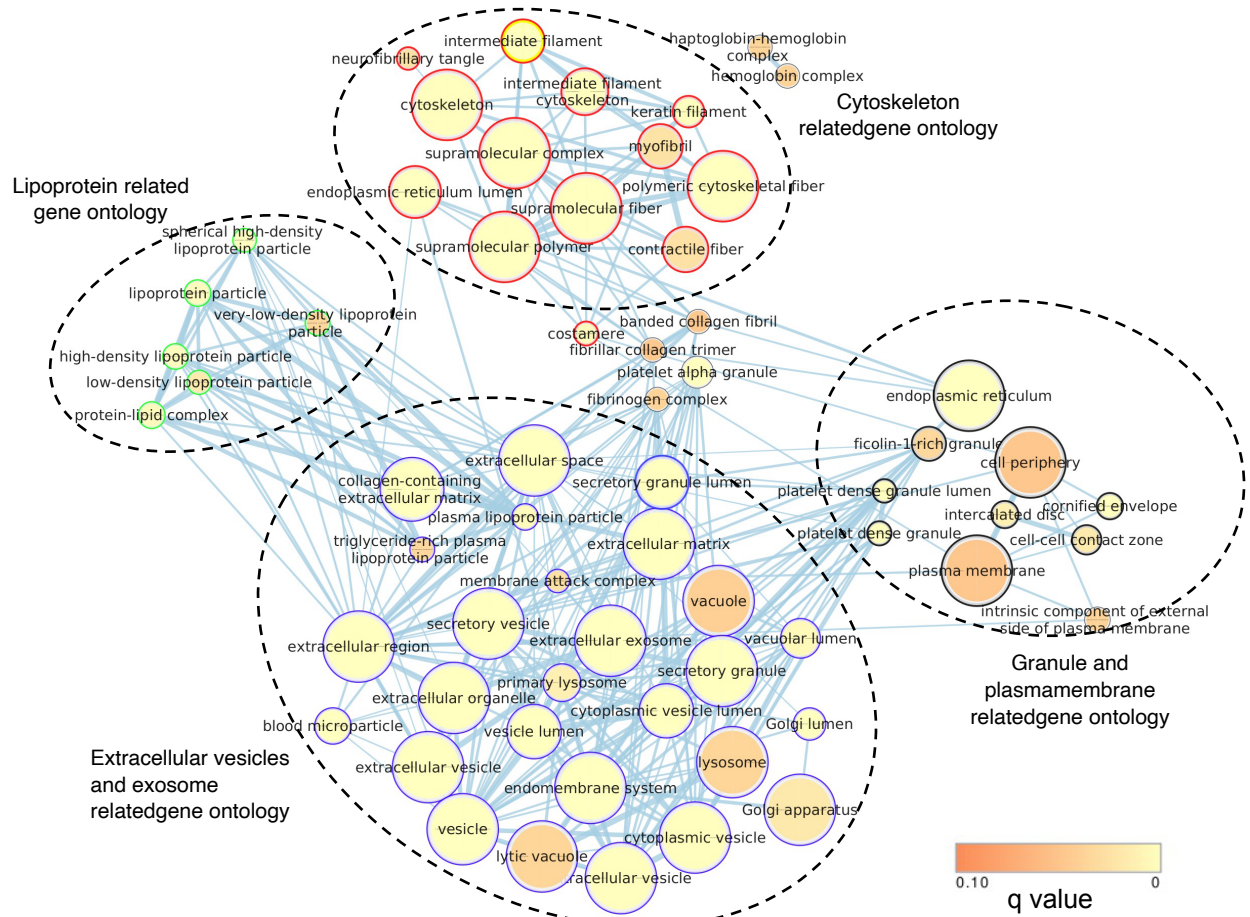 intermediate filament
neurofibrillary tangle
haptoglobin-hemoglobin
complex
hemoglobin complex
cytoskeleton
intermediate filament
cytoskeleton
keratin filament
Cytoskeleton
relatedgene ontology
supramolecular complex
myofibril
endoplasmic reticulum lumen
polymeric cytoskeletal fiber
supramolecular fiber
supramolecular polymer
contractile fiber
Lipoprotein related
gene ontology
spherical high-density
lipoprotein particle
lipoprotein particle
very-low-density lipoprotein
particle
high-density lipoprotein particle
low-density lipoprotein particle
protein-lipid complex
banded collagen fibril
costamere
fibrillar collagen trimer
platelet alpha granule
fibrinogen complex
endoplasmic reticulum
ficolin-1-rich granule
cell periphery
platelet dense granule lumen
cornified envelope
intercalated disc
platelet dense granule
cell-cell contact zone
plasma membrane
intrinsic component of external
side of plasma membrane
Granule and
plasmamembrane
relatedgene ontology
extracellular space
collagen-containing
extracellular matrix
secretory granule lumen
plasma lipoprotein particle
triglyceride-rich plasma
lipoprotein particle
extracellular matrix
membrane attack complex
vacuole
secretory vesicle
extracellular region
extracellular exosome
vacuolar lumen
secretory granule
primary lysosome
extracellular organelle
cytoplasmic vesicle lumen
blood microparticle
vesicle lumen
Golgi lumen
Extracellular vesicles
and exosome
relatedgene ontology
extracellular vesicle
lysosome
endomembrane system
Golgi apparatus
vesicle
cytoplasmic vesicle
lytic vacuole
racellular vesicle
0.10
0
q value